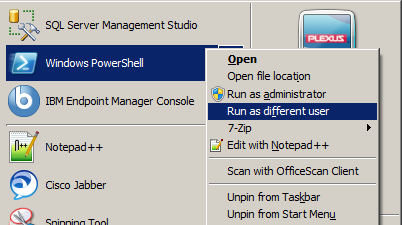 SQL Server Management Studio
Windows PowerShell
IBM Endpoint Manager Console
Notepad++
Cisco Jabber
Snipping Tool
PLEXUS
Open
Open file location
Run as administrator
Run as different user
7-Zip
Edit with Notepad++
Scan with OfficeScan Client
Unpin from Taskbar
Unpin from Start Menu